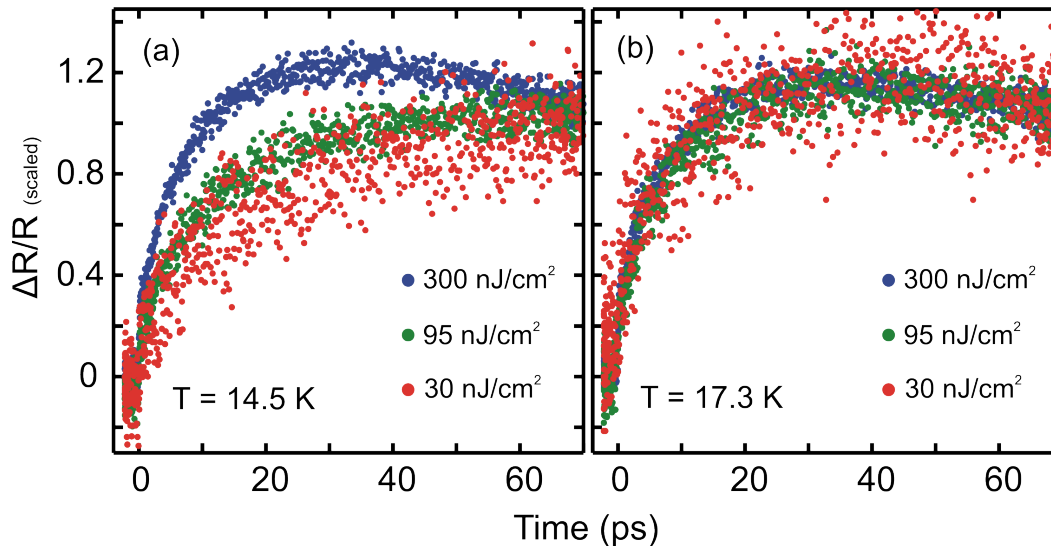 (a)
(b)
ΔR/R (scaled)
1.2
0.8
0.4
0
300 nJ/cm²
95 nJ/cm²
30 nJ/cm²
T = 14.5 K
300 nJ/cm²
95 nJ/cm²
30 nJ/cm²
T = 17.3 K
0 20 40 60 0 20 40 60
Time (ps)